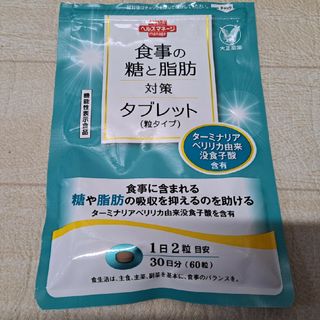 ヘルスマネージ
大正製薬
食事の
糖と脂肪
対策
タブレット
(粒タイプ)
機能性表示食品
ターミナリア
ベリリカ由来
没食子酸
含有
食事に含まれる
糖や脂肪の吸収を抑えるのを助ける
ターミナリアベリリカ由来没食子酸を含有
1日2粒 目安
30日分(60粒)
食生活は、主食、主菜、副菜を基本に、食事のバランスを。